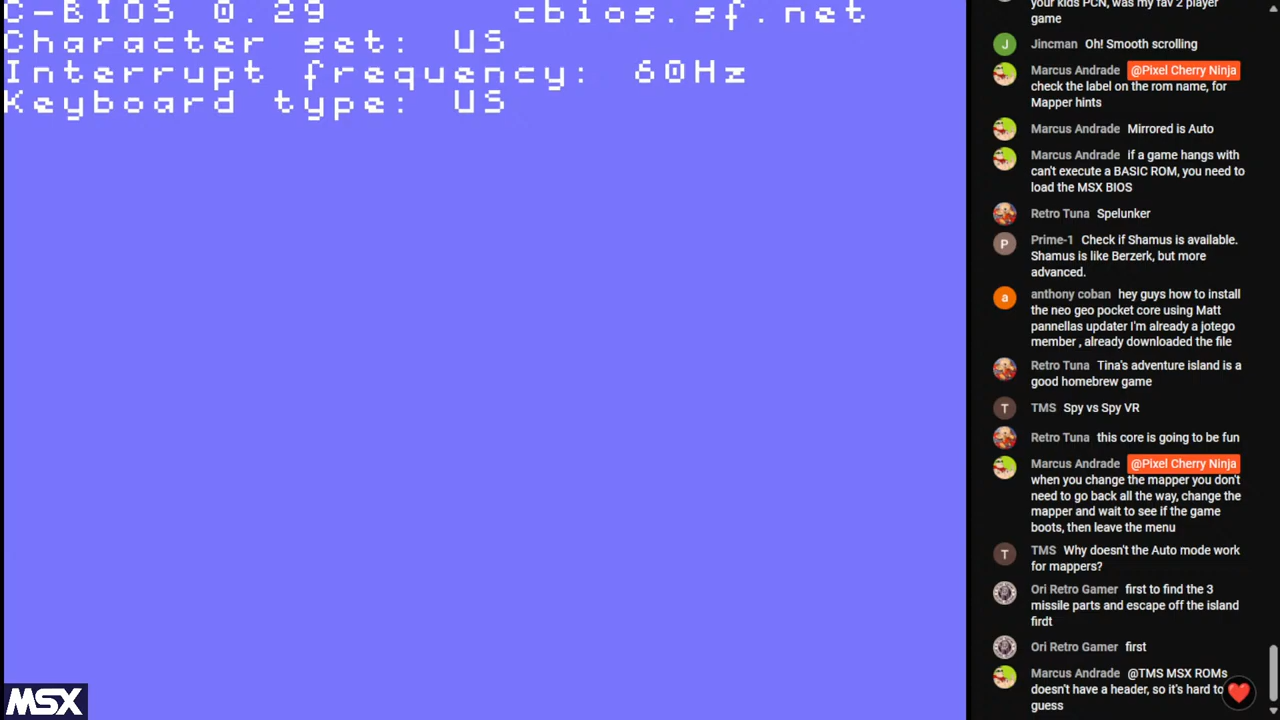 C-BIOS 0.29 cbios.sf.net
Character set: US
Interrupt frequency: 60Hz
Keyboard type: US
MSX
your kids PCN, was my fav 2 player
game
J Jincman Oh! Smooth scrolling
Marcus Andrade @Pixel Cherry Ninja
check the label on the rom name, for
Mapper hints
Marcus Andrade Mirrored is Auto
Marcus Andrade if a game hangs with
can't execute a BASIC ROM, you need to
load the MSX BIOS
Retro Tuna Spelunker
P Prime-1 Check if Shamus is available.
Shamus is like Berzerk, but more
advanced.
a anthony coban hey guys how to install
the neo geo pocket core using Matt
pannellas updater I'm already a jotego
member , already downloaded the file
Retro Tuna Tina's adventure island is a
good homebrew game
T TMS Spy vs Spy VR
Retro Tuna this core is going to be fun
Marcus Andrade @Pixel Cherry Ninja
when you change the mapper you don't
need to go back all the way, change the
mapper and wait to see if the game
boots, then leave the menu
T TMS Why doesn't the Auto mode work
for mappers?
Ori Retro Gamer first to find the 3
missile parts and escape off the island
firdt
Ori Retro Gamer first
Marcus Andrade @TMS MSX ROMs
doesn't have a header, so it's hard to
guess